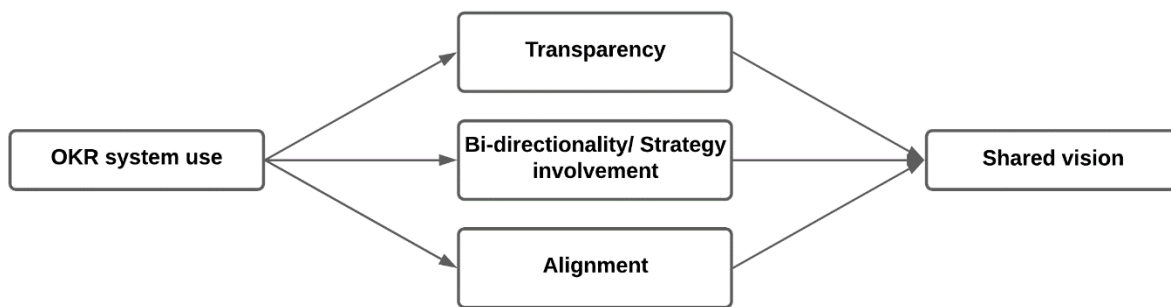 Transparency
OKR system use
Bi-directionality/ Strategy
involvement
Shared vision
Alignment